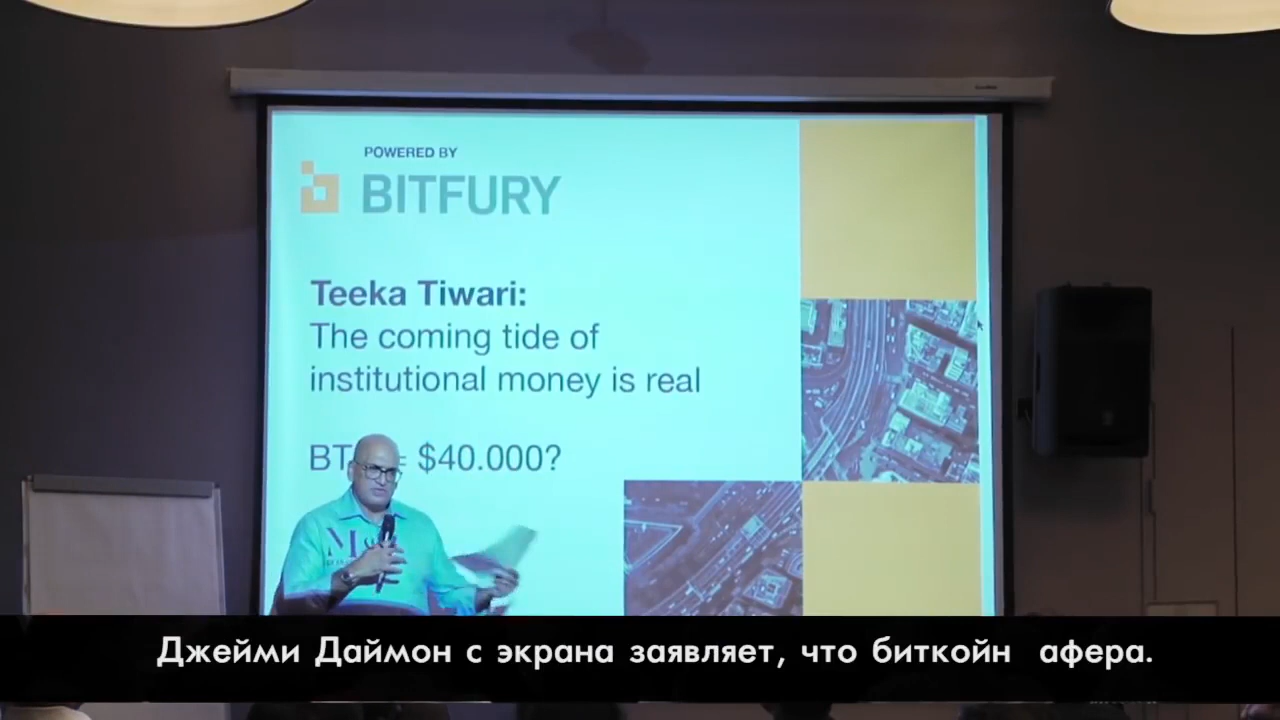 POWERED BY
BITFURY
Teeka Tiwari:
The coming tide of
institutional money is real
$40.000?
Джейми Даймон с экрана заявляет, что биткойн афера.